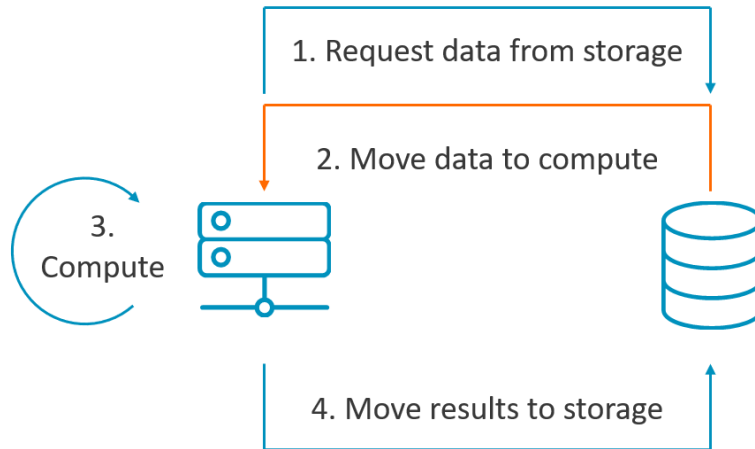 1. Request data from storage
2. Move data to compute
3.
Compute
4. Move results to storage